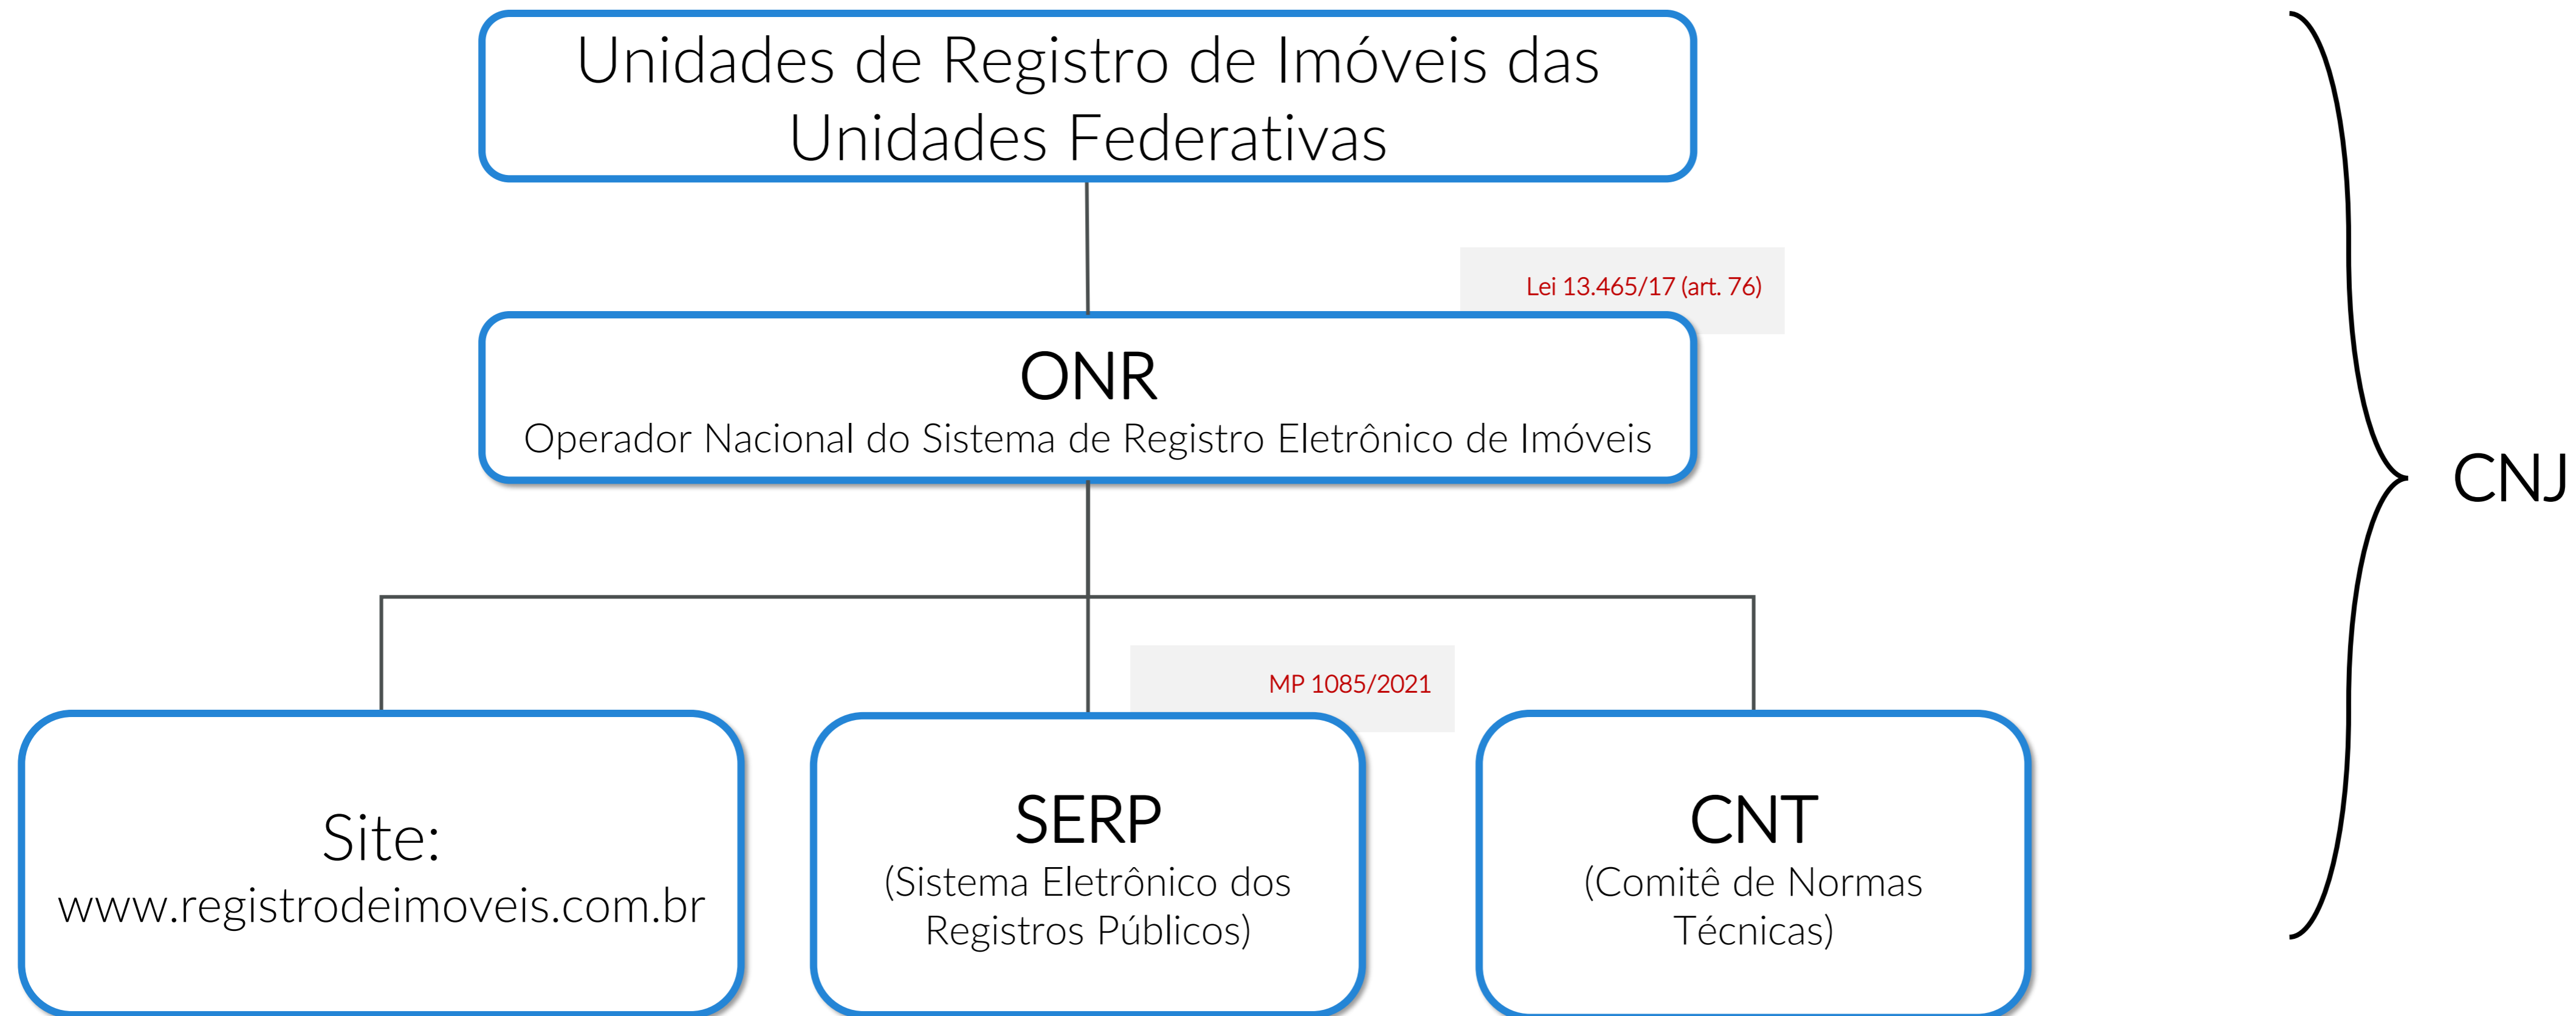 Unidades de Registro de Imóveis das
Unidades Federativas
Lei 13.465/17 (art. 76)
ONR
Operador Nacional do Sistema de Registro Eletrônico de Imóveis
CNJ
MP 1085/2021
Site:
www.registrodeimoveis.com.br
SERP
(Sistema Eletrônico dos
Registros Públicos)
CNT
(Comitê de Normas
Técnicas)